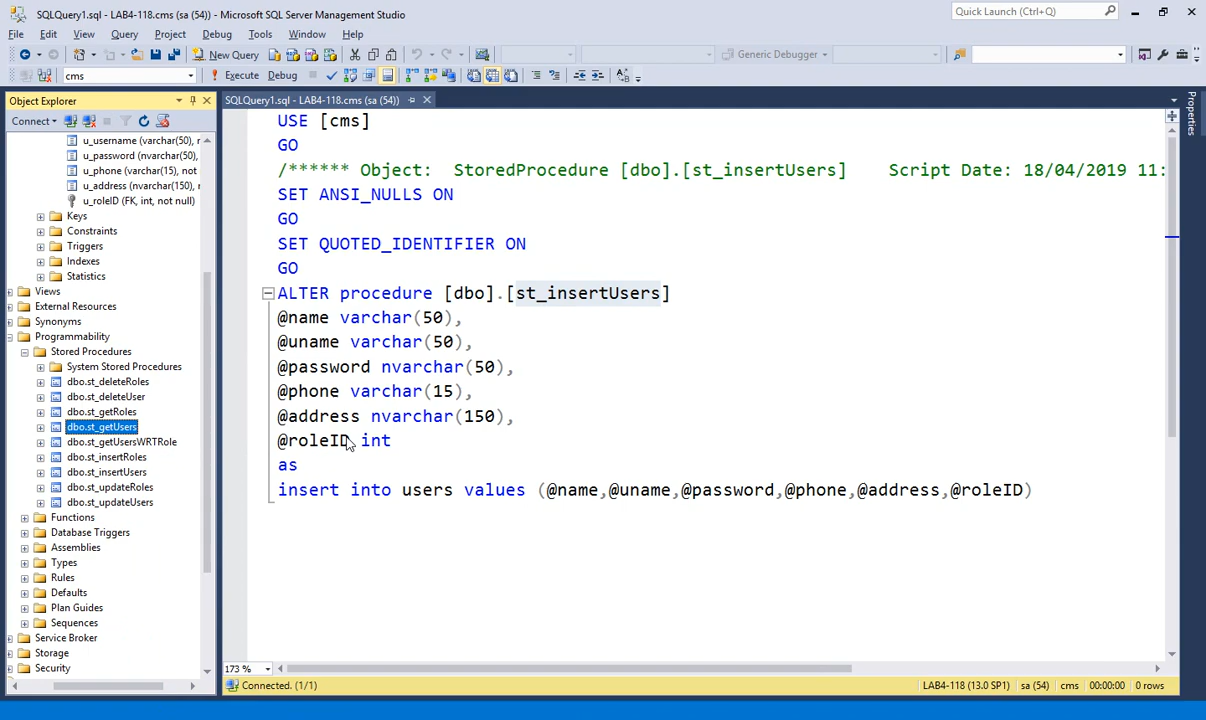 SQLQuery1.sql - LAB4-118.cms (sa (54)) - Microsoft SQL Server Management Studio
Quick Launch (Ctrl+Q)
File Edit View Query Project Debug Tools Window Help
New Query
Generic Debugger
cms
Execute Debug
Object Explorer
SQLQuery1.sql - LAB4-118.cms (sa (54))
Connect
Properties
u_username (varchar(50), n
u_password (nvarchar(50),
u_phone (varchar(15), not
u_address (nvarchar(150), n
u_roleID (FK, int, not null)
Keys
Constraints
Triggers
Indexes
Statistics
Views
External Resources
Synonyms
Programmability
Stored Procedures
System Stored Procedures
dbo.st_deleteRoles
dbo.st_deleteUser
dbo.st_getRoles
dbo.st_getUsers
dbo.st_getUsersWRTRole
dbo.st_insertRoles
dbo.st_insertUsers
dbo.st_updateRoles
dbo.st_updateUsers
Functions
Database Triggers
Assemblies
Types
Rules
Defaults
Plan Guides
Sequences
Service Broker
Storage
Security
USE [cms]
GO
/****** Object:  StoredProcedure [dbo].[st_insertUsers]    Script Date: 18/04/2019 11:
SET ANSI_NULLS ON
GO
SET QUOTED_IDENTIFIER ON
GO
ALTER procedure [dbo].[st_insertUsers]
@name varchar(50),
@uname varchar(50),
@password nvarchar(50),
@phone varchar(15),
@address nvarchar(150),
@roleID int
as
insert into users values (@name,@uname,@password,@phone,@address,@roleID)
173 %
Connected. (1/1)
LAB4-118 (13.0 SP1) sa (54) cms 00:00:00 0 rows